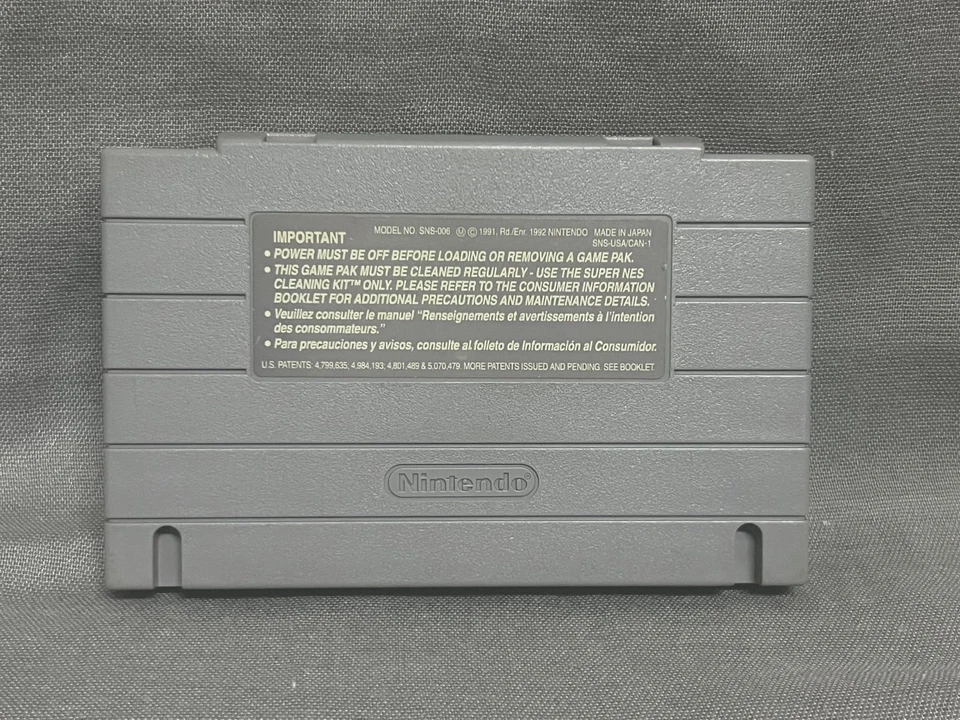 IMPORTANT
MODEL NO. SNS-006 Ⓜ © 1991, Rd./Enr. 1992 NINTENDO MADE IN JAPAN
SNS-USA/CAN-1
• POWER MUST BE OFF BEFORE LOADING OR REMOVING A GAME PAK.
• THIS GAME PAK MUST BE CLEANED REGULARLY - USE THE SUPER NES
CLEANING KIT™ ONLY. PLEASE REFER TO THE CONSUMER INFORMATION
BOOKLET FOR ADDITIONAL PRECAUTIONS AND MAINTENANCE DETAILS.
• Veuillez consulter le manuel "Renseignements et avertissements à l'intention
des consommateurs."
• Para precauciones y avisos, consulte al folleto de Información al Consumidor.
U.S. PATENTS: 4,799,635; 4,984,193; 4,801,489 & 5,070,479 MORE PATENTS ISSUED AND PENDING. SEE BOOKLET.
Nintendo®